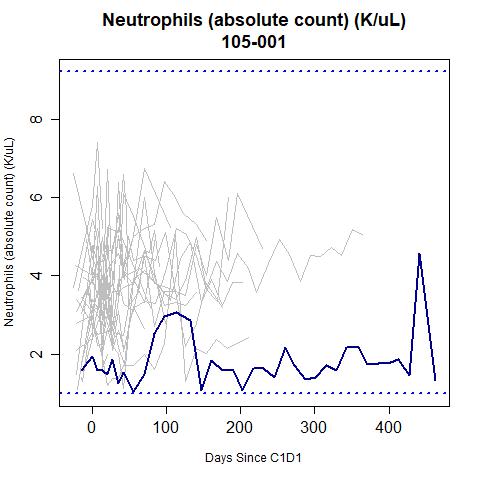 Neutrophils (absolute count) (K/uL)
105-001
Neutrophils (absolute count) (K/uL)
8
6
4
2
0 100 200 300 400
Days Since C1D1